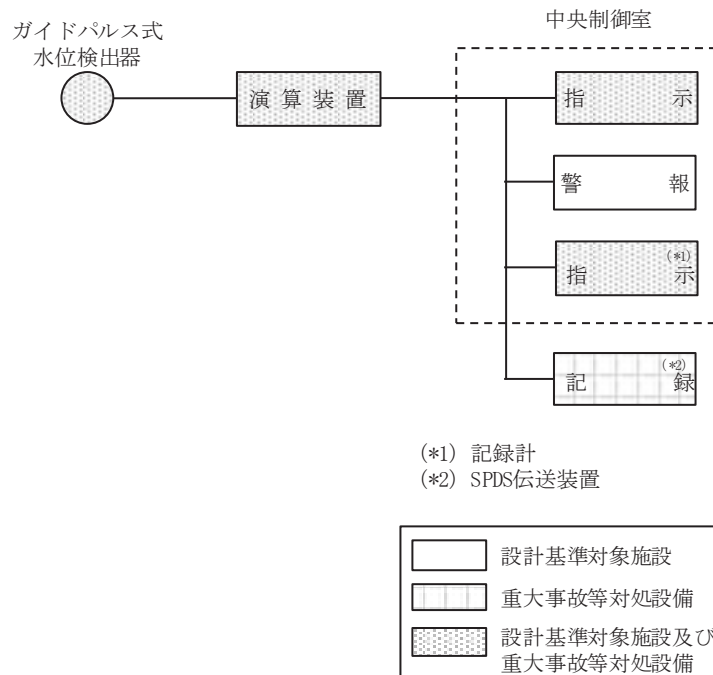 中央制御室
ガイドパルス式
水位検出器
演算装置
指示
警報
指示(*1)
記録(*2)
(*1) 記録計
(*2) SPDS伝送装置
設計基準対象施設
重大事故等対処設備
設計基準対象施設及び
重大事故等対処設備